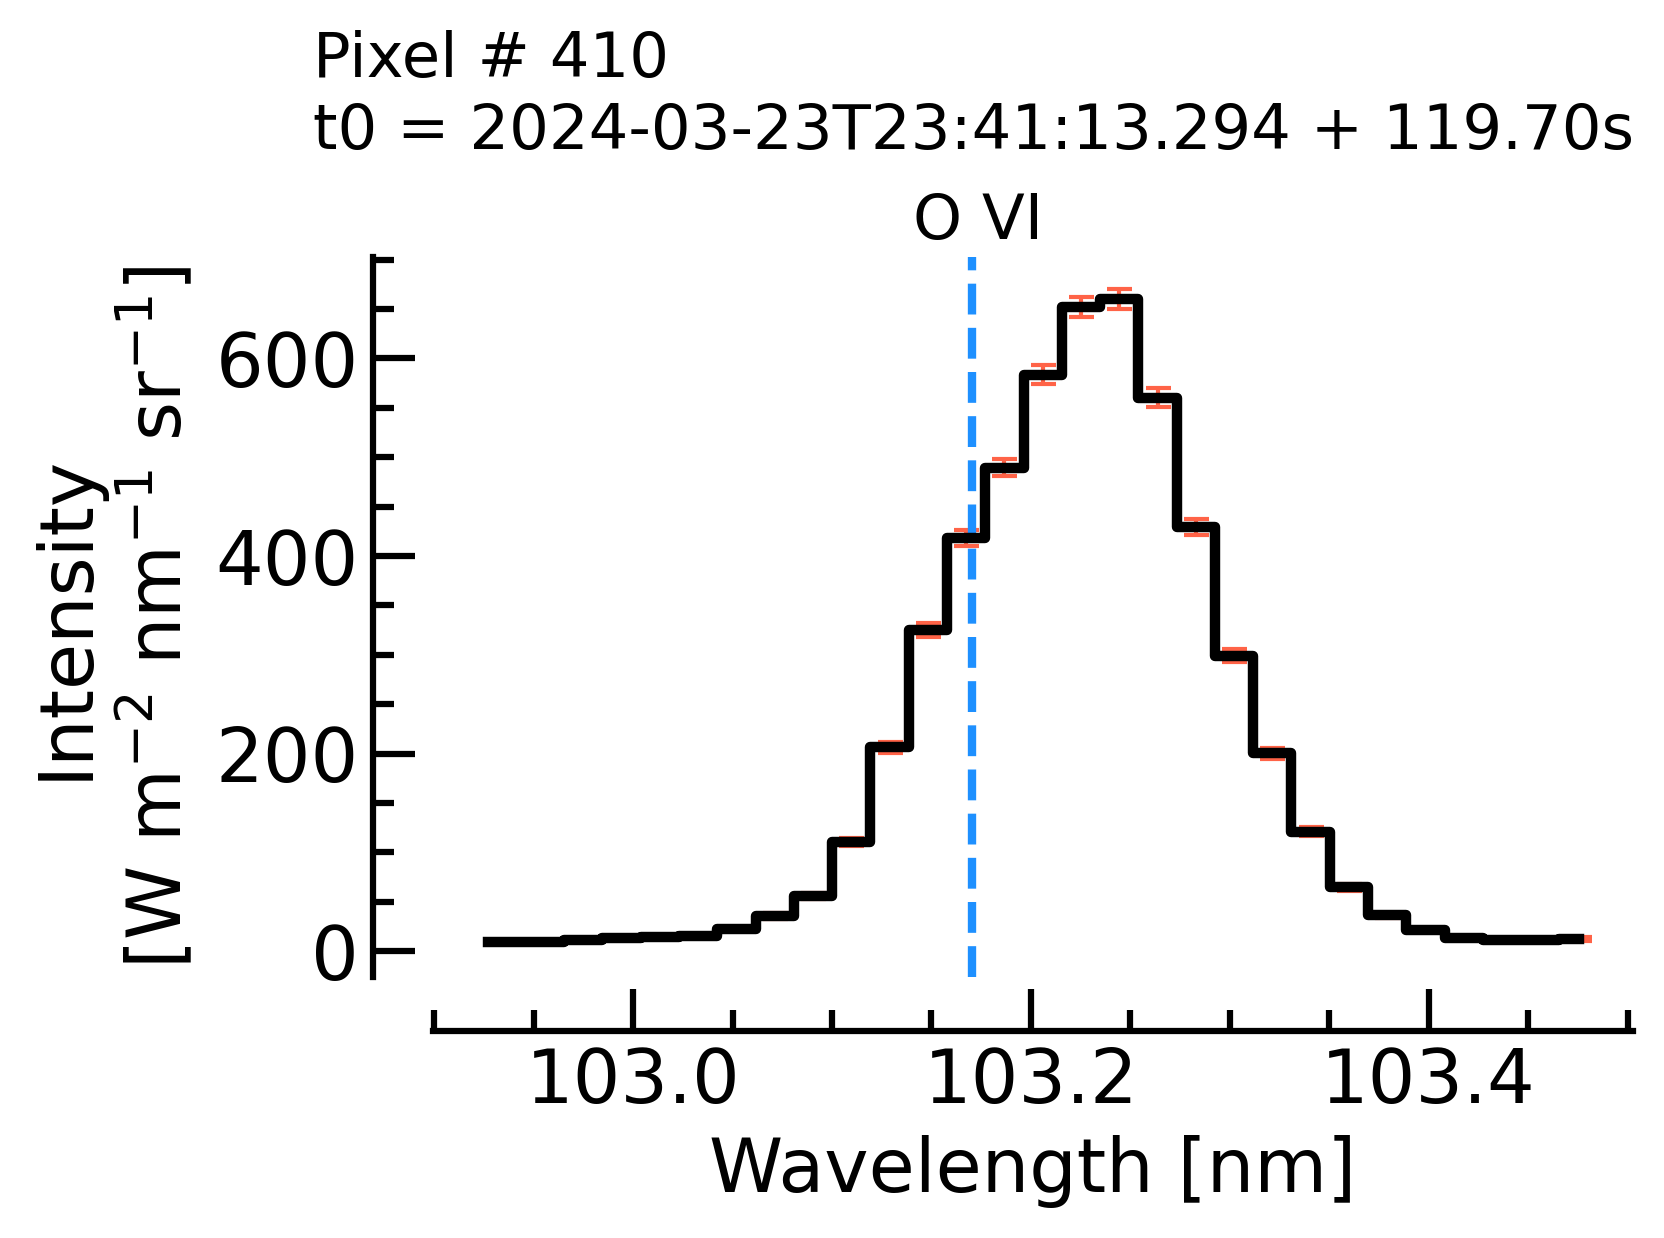 Pixel # 410
t0 = 2024-03-23T23:41:13.294 + 119.70s
O VI
Intensity
[W m⁻² nm⁻¹ sr⁻¹]
600
400
200
0
103.0 103.2 103.4
Wavelength [nm]